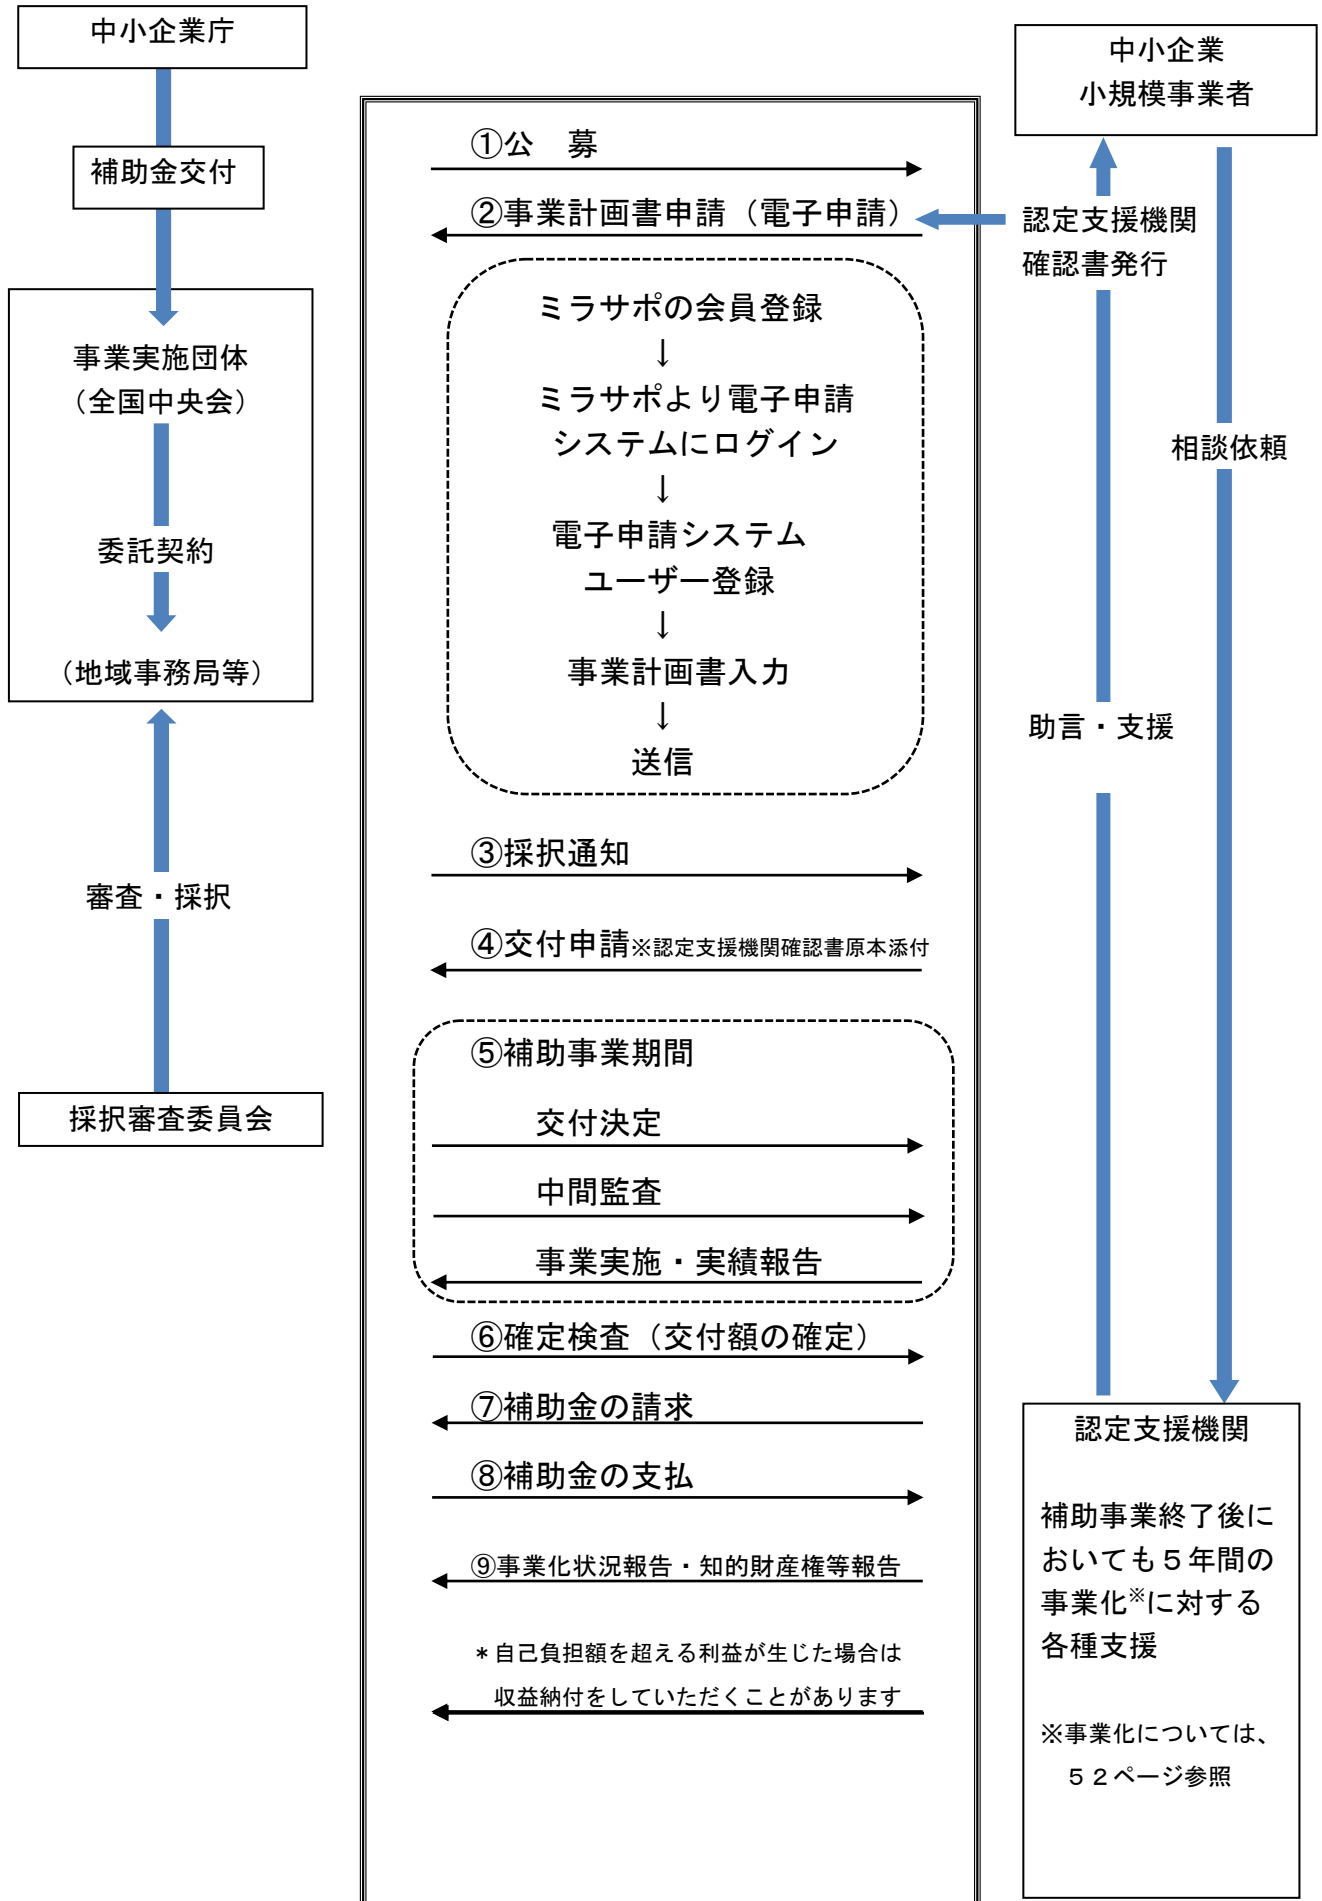 中小企業庁
補助金交付
事業実施団体
（全国中央会）
委託契約
（地域事務局等）
審査・採択
採択審査委員会
①公　募
②事業計画書申請（電子申請）
ミラサポの会員登録
↓
ミラサポより電子申請
システムにログイン
↓
電子申請システム
ユーザー登録
↓
事業計画書入力
↓
送信
③採択通知
④交付申請※認定支援機関確認書原本添付
⑤補助事業期間
交付決定
中間監査
事業実施・実績報告
⑥確定検査（交付額の確定）
⑦補助金の請求
⑧補助金の支払
⑨事業化状況報告・知的財産権等報告
＊自己負担額を超える利益が生じた場合は
収益納付をしていただくことがあります
中小企業
小規模事業者
認定支援機関
確認書発行
相談依頼
助言・支援
認定支援機関
補助事業終了後に
おいても５年間の
事業化※に対する
各種支援
※事業化については、
５２ページ参照